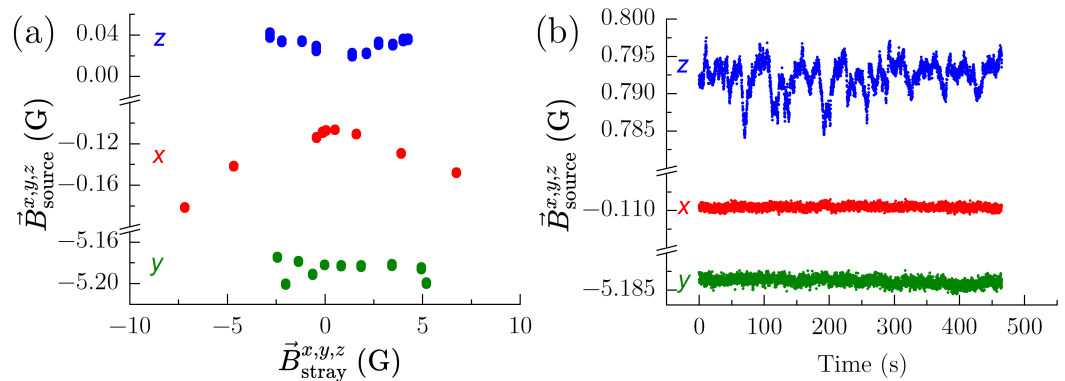 (a)
z
0.04
0.00
x
−0.12
−0.16
y
−5.16
−5.20
B⃗ x,y,z source (G)
−10 −5 0 5 10
B⃗ x,y,z stray (G)
(b)
0.800
0.795
0.790
0.785
−0.110
−5.185
z
x
y
B⃗ x,y,z source (G)
0 100 200 300 400 500
Time (s)